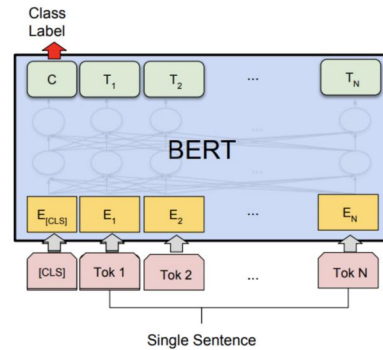 Class
Label
C T1 T2 ... TN
...
BERT
...
E[CLS] E1 E2 ... EN
[CLS] Tok 1 Tok 2 ... Tok N
Single Sentence